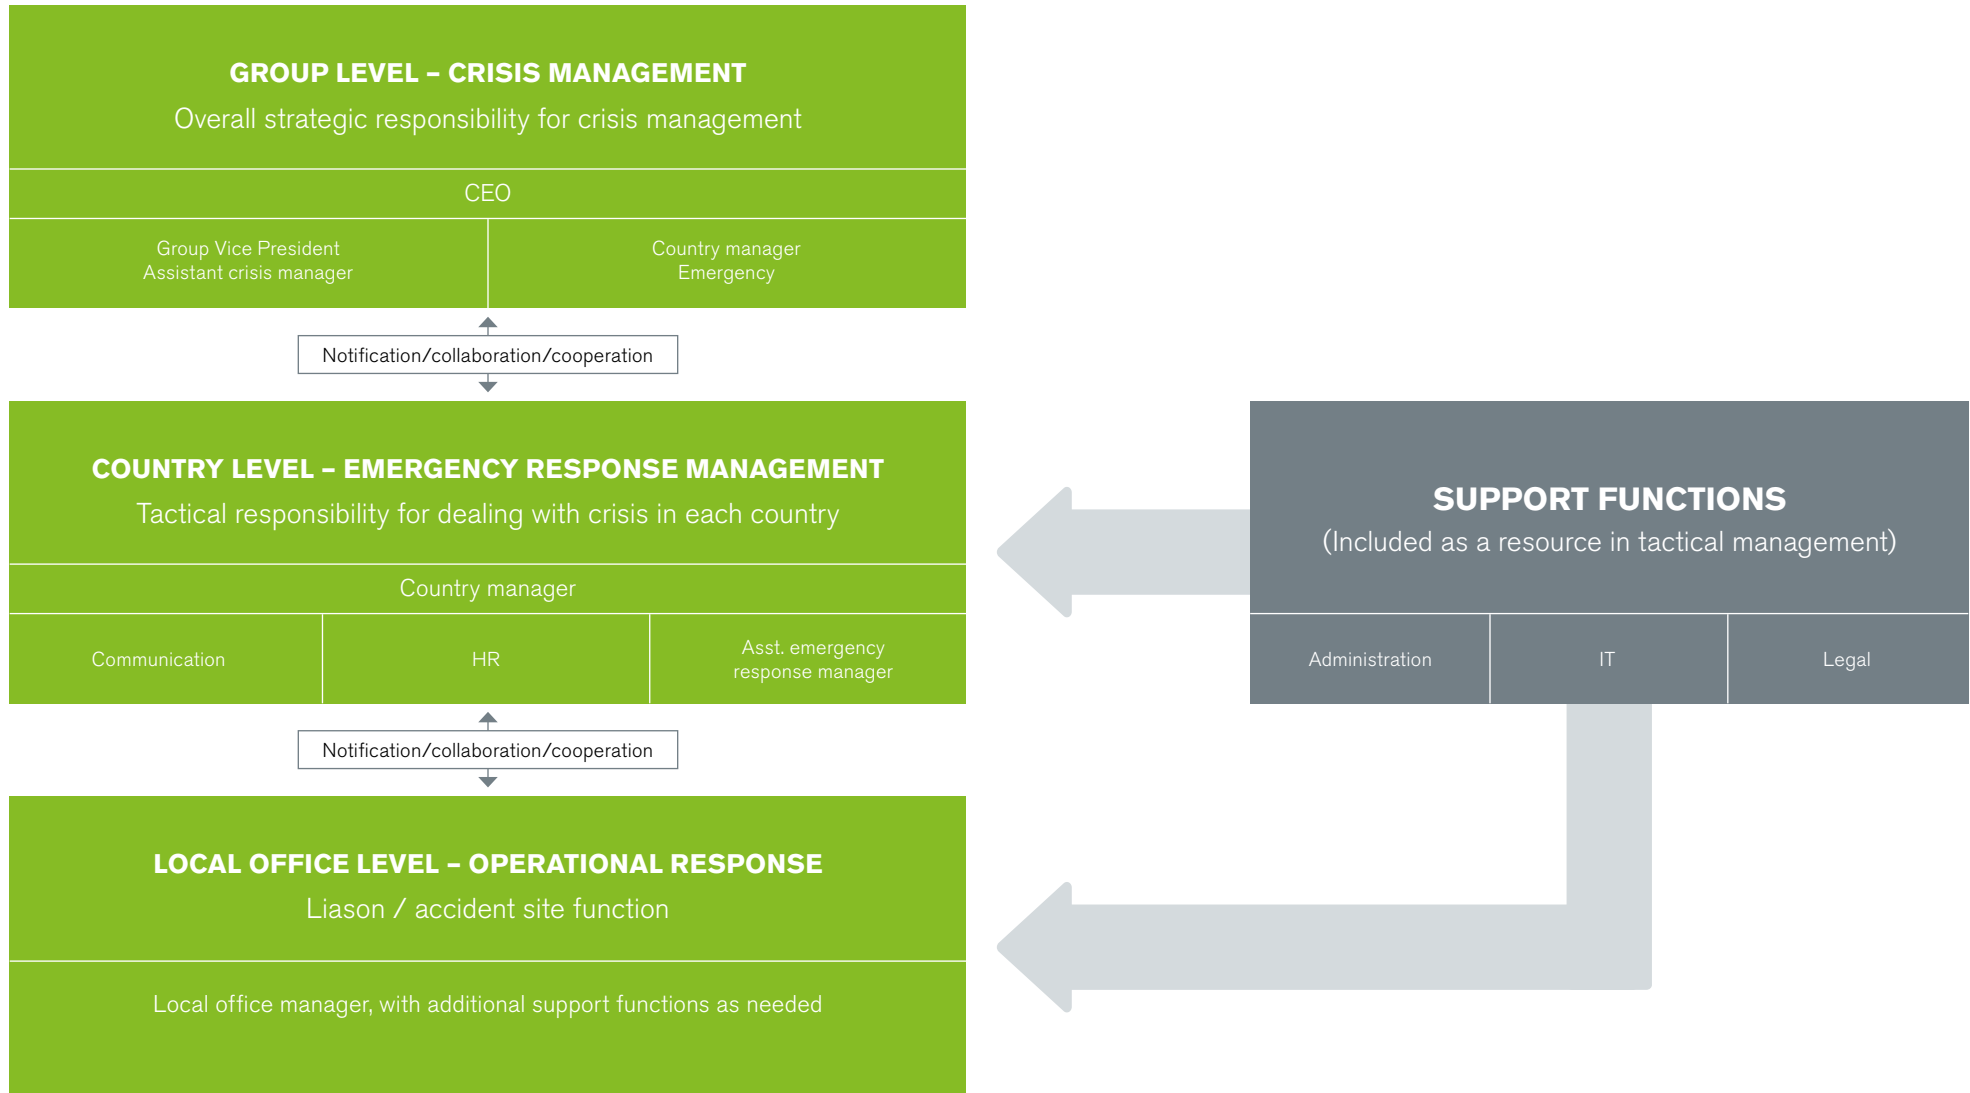 GROUP LEVEL – CRISIS MANAGEMENT
Overall strategic responsibility for crisis management
CEO
Group Vice President
Assistant crisis manager
Country manager
Emergency
Notification/collaboration/cooperation
COUNTRY LEVEL – EMERGENCY RESPONSE MANAGEMENT
Tactical responsibility for dealing with crisis in each country
Country manager
Communication
HR
Asst. emergency
response manager
SUPPORT FUNCTIONS
(Included as a resource in tactical management)
Administration
IT
Legal
Notification/collaboration/cooperation
LOCAL OFFICE LEVEL – OPERATIONAL RESPONSE
Liason / accident site function
Local office manager, with additional support functions as needed